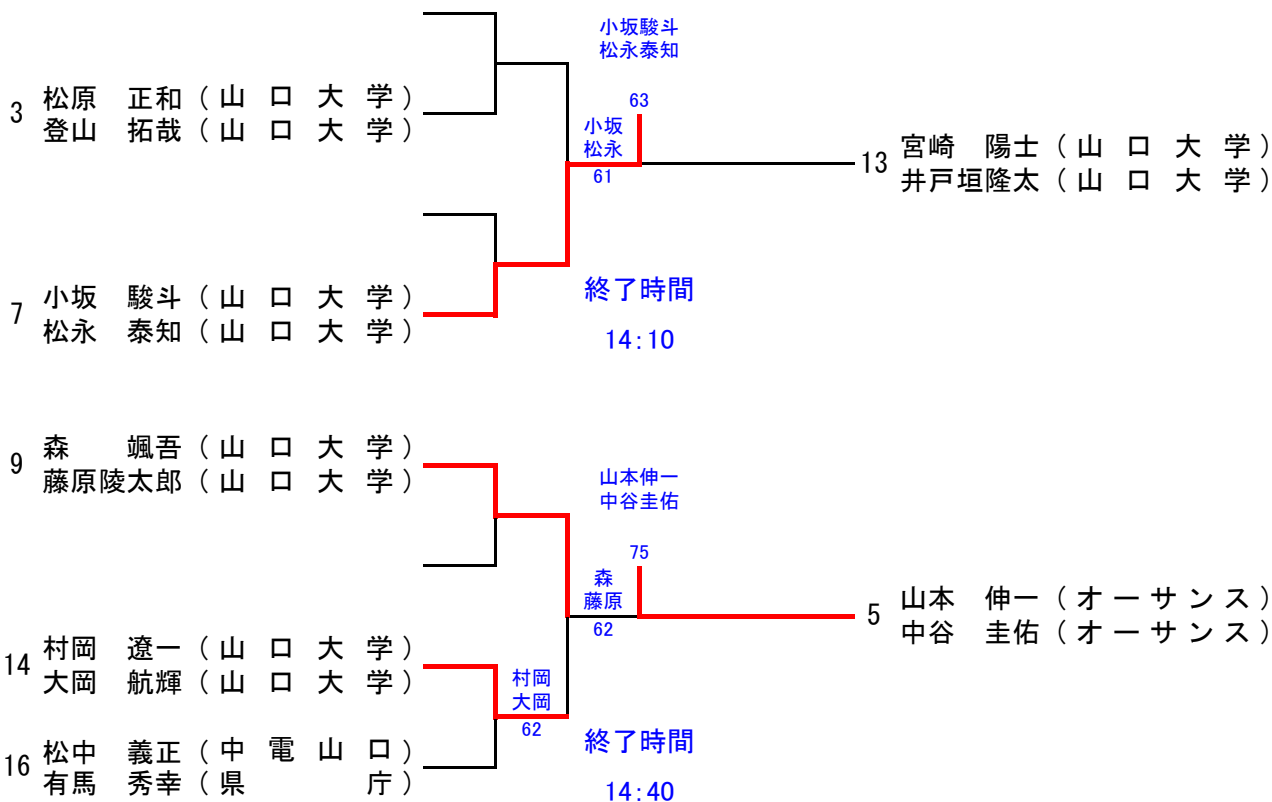 小坂駿斗
松永泰知
3 松原 正和(山口大学)
登山 拓哉(山口大学)
63
小坂
松永
61
13 宮崎 陽士(山口大学)
井戸垣隆太(山口大学)
7 小坂 駿斗(山口大学)
松永 泰知(山口大学)
終了時間
14:10
9 森 颯吾(山口大学)
藤原陵太郎(山口大学)
山本伸一
中谷圭佑
75
森
藤原
62
5 山本 伸一(オーサンス)
中谷 圭佑(オーサンス)
14 村岡 遼一(山口大学)
大岡 航輝(山口大学)
村岡
大岡
62
16 松中 義正(中電山口)
有馬 秀幸(県庁)
終了時間
14:40